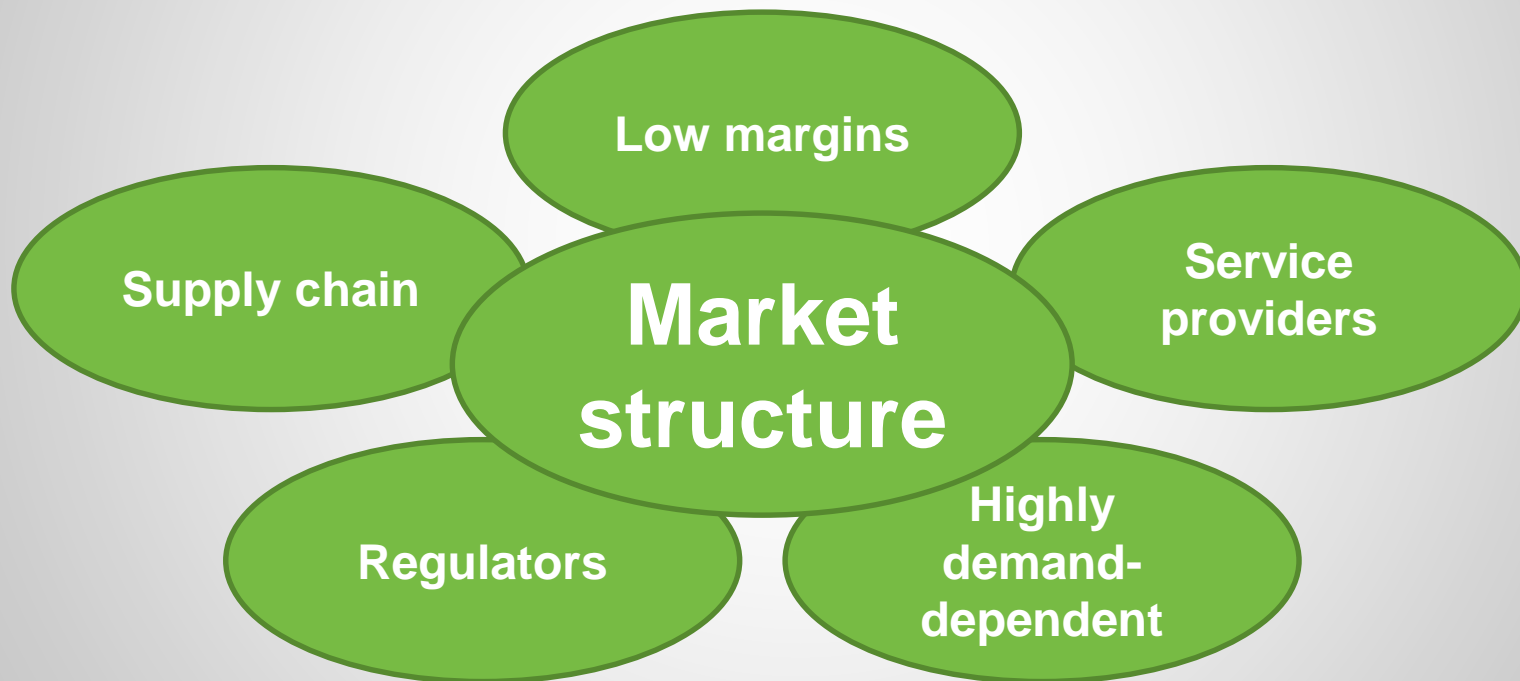 Low margins
Supply chain
Service
providers
Market
structure
Regulators
Highly
demand-
dependent